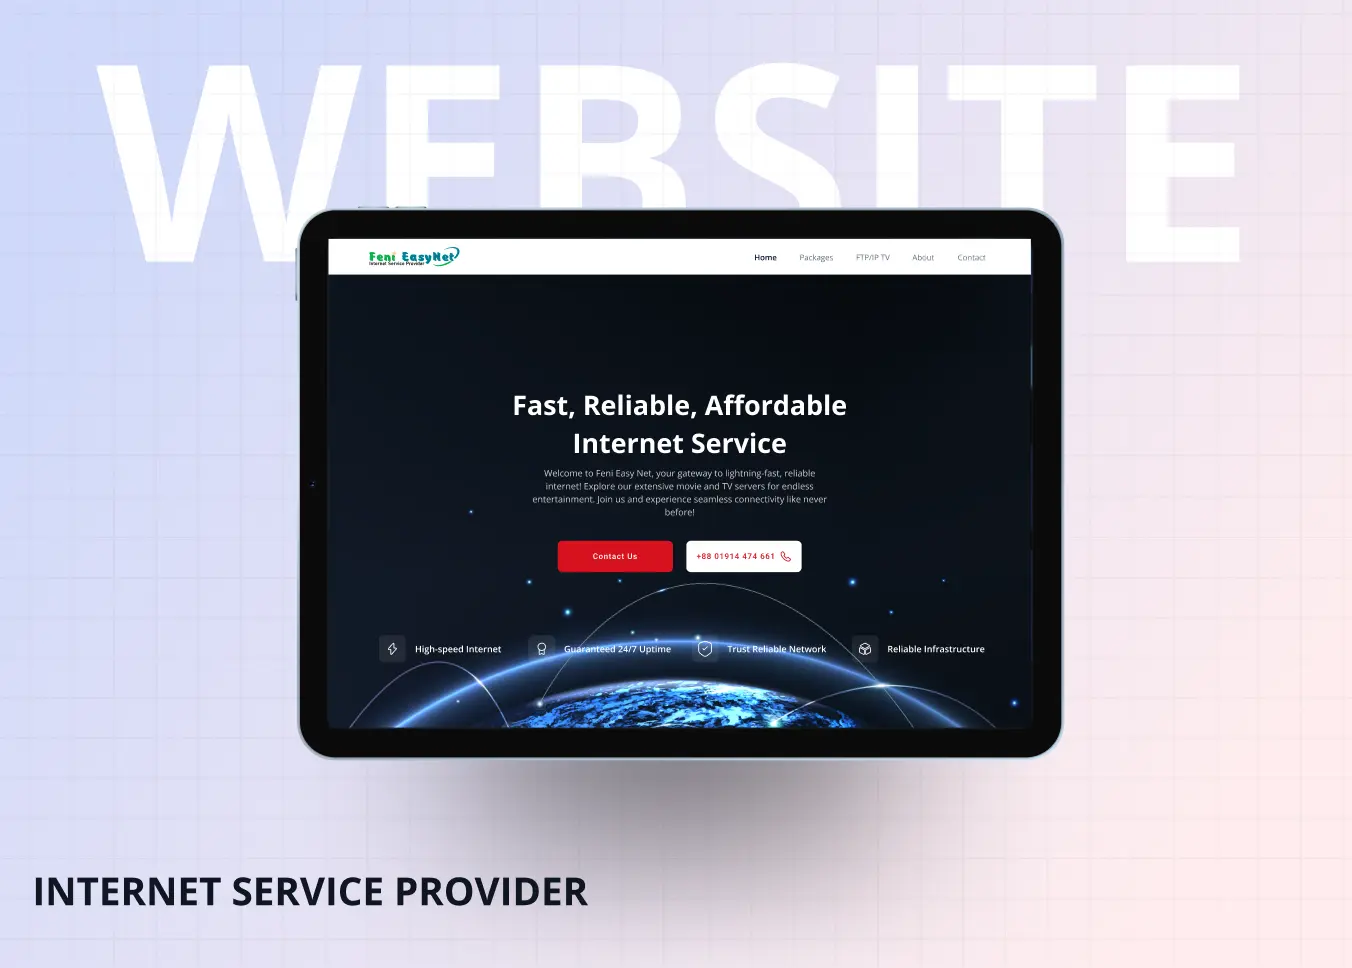 WEBSITE
Feni EasyNet
Internet Service Provider
Home Packages FTP/IP TV About Contact
Fast, Reliable, Affordable
Internet Service
Welcome to Feni Easy Net, your gateway to lightning-fast, reliable
internet! Explore our extensive movie and TV servers for endless
entertainment. Join us and experience seamless connectivity like never
before!
Contact Us +88 01914 474 661
High-speed Internet Guaranteed 24/7 Uptime Trust Reliable Network Reliable Infrastructure
INTERNET SERVICE PROVIDER